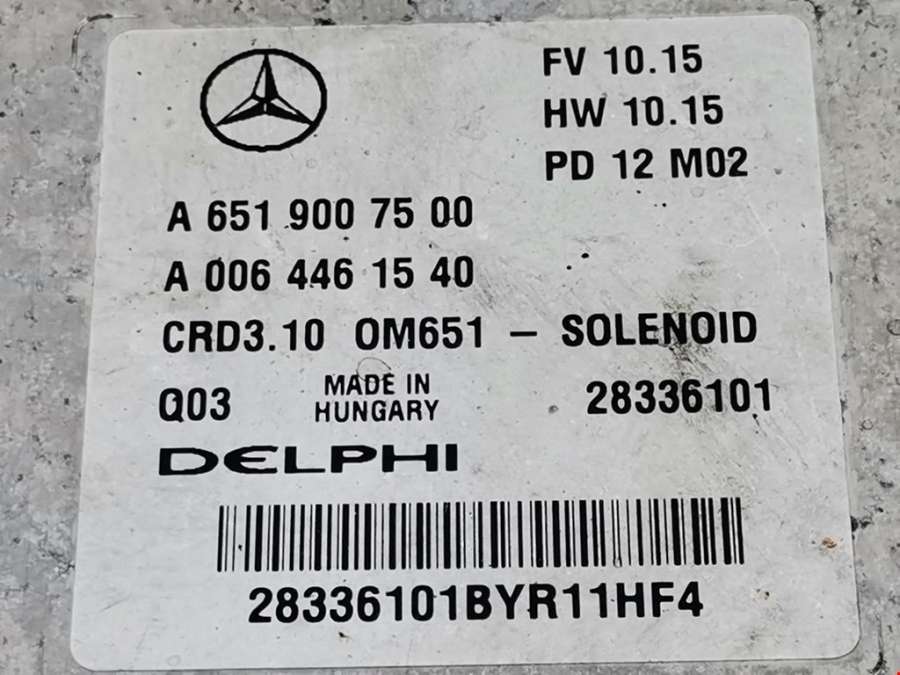 FV 10.15
HW 10.15
PD 12 M02
A 651 900 75 00
A 006 446 15 40
CRD3.10 OM651 – SOLENOID
Q03 MADE IN HUNGARY 28336101
DELPHI
28336101BYR11HF4